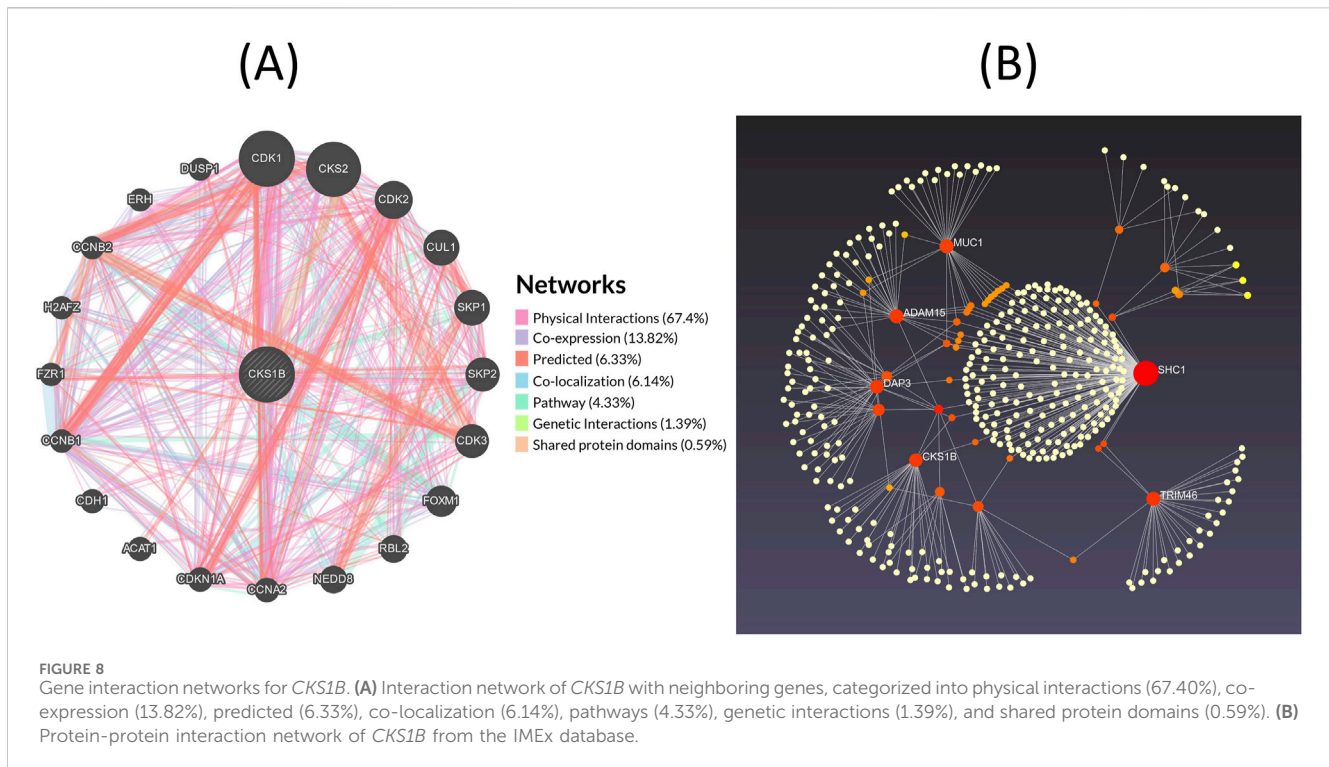 (A)
(B)
CDK1
CKS2
DUSP1
ERH
CDK2
CCNB2
CUL1
H2AFZ
SKP1
FZR1
CKS1B
SKP2
CCNB1
CDK3
CDH1
FOXM1
ACAT1
RBL2
CDKN1A
CCNA2
NEDD8
Networks
Physical Interactions (67.4%)
Co-expression (13.82%)
Predicted (6.33%)
Co-localization (6.14%)
Pathway (4.33%)
Genetic Interactions (1.39%)
Shared protein domains (0.59%)
MUC1
ADAM15
SHC1
DAP3
CKS1B
TRIM46
FIGURE 8
Gene interaction networks for CKS1B. (A) Interaction network of CKS1B with neighboring genes, categorized into physical interactions (67.40%), co-
expression (13.82%), predicted (6.33%), co-localization (6.14%), pathways (4.33%), genetic interactions (1.39%), and shared protein domains (0.59%). (B)
Protein-protein interaction network of CKS1B from the IMEx database.